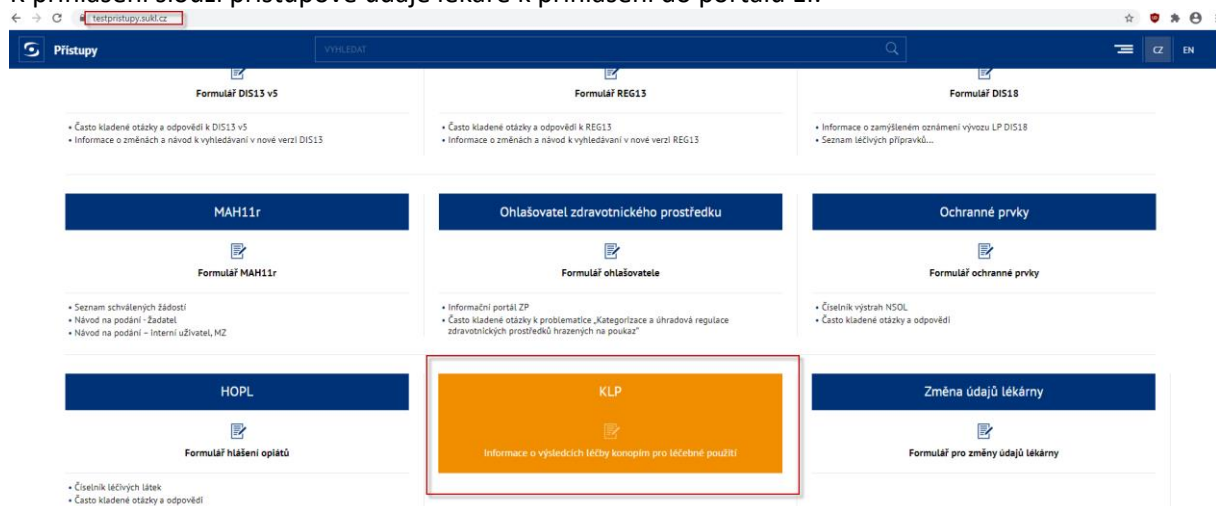 K přihlášení slouží přístupové údaje lékaře k přihlášení do portálu EP
testpristupy.sukl.cz
Přístupy
VYHLEDAT
CZ EN
Formulář DIS13 v5
Formulář REG13
Formulář DIS18
• Často kladené otázky a odpovědi k DIS13 v5
• Informace o změnách a návod k vyhledávaní v nové verzi DIS13
• Často kladené otázky a odpovědi k REG13
• Informace o změnách a návod k vyhledávaní v nové verzi REG13
• Informace o zamýšleném oznámení vývozu LP DIS18
• Seznam léčivých přípravků...
MAH11r
Ohlašovatel zdravotnického prostředku
Ochranné prvky
Formulář MAH11r
Formulář ohlašovatele
Formulář ochranné prvky
• Seznam schválených žádostí
• Návod na podání - Žadatel
• Návod na podání – interní uživatel, MZ
• Informační portál ZP
• Často kladené otázky k problematice „Kategorizace a úhradová regulace
zdravotnických prostředků hrazených na poukaz"
• Číselník výstrah NSOL
• Často kladené otázky a odpovědí
HOPL
KLP
Změna údajů lékárny
Formulář hlášení opiátů
Informace o výsledcích léčby konopím pro léčebné použití
Formulář pro změny údajů lékárny
• Číselník léčivých látek
• Často kladené otázky a odpovědí